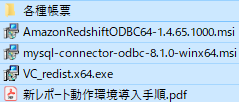 各種帳票
AmazonRedshiftODBC64-1.4.65.1000.msi
mysql-connector-odbc-8.1.0-winx64.msi
VC_redist.x64.exe
新レポート動作環境導入手順.pdf